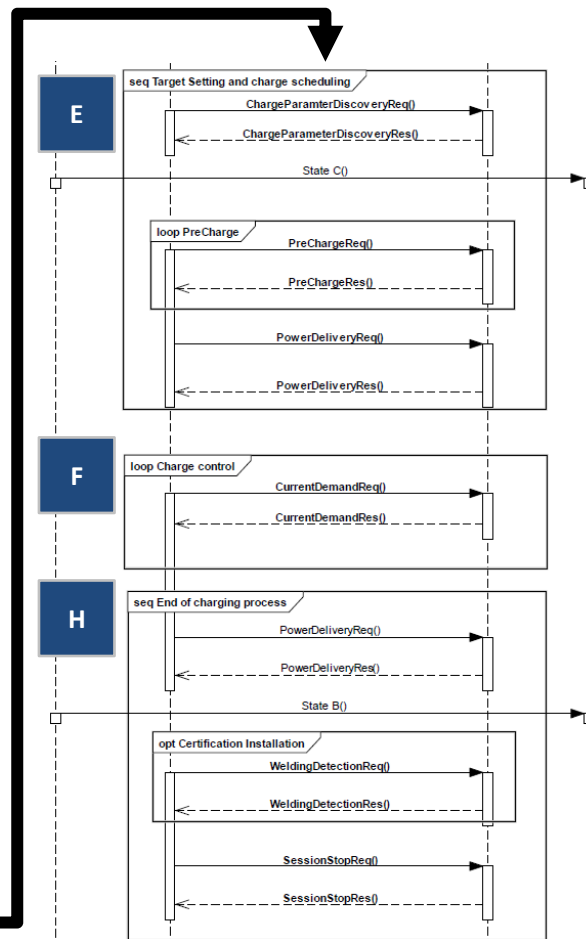 seq Target Setting and charge scheduling
E
ChargeParamterDiscoveryReq()
ChargeParameterDiscoveryRes()
State C()
loop PreCharge
PreChargeReq()
PreChargeRes()
PowerDeliveryReq()
PowerDeliveryRes()
F
loop Charge control
CurrentDemandReq()
CurrentDemandRes()
H
seq End of charging process
PowerDeliveryReq()
PowerDeliveryRes()
State B()
opt Certification Installation
WeldingDetectionReq()
WeldingDetectionRes()
SessionStopReq()
SessionStopRes()